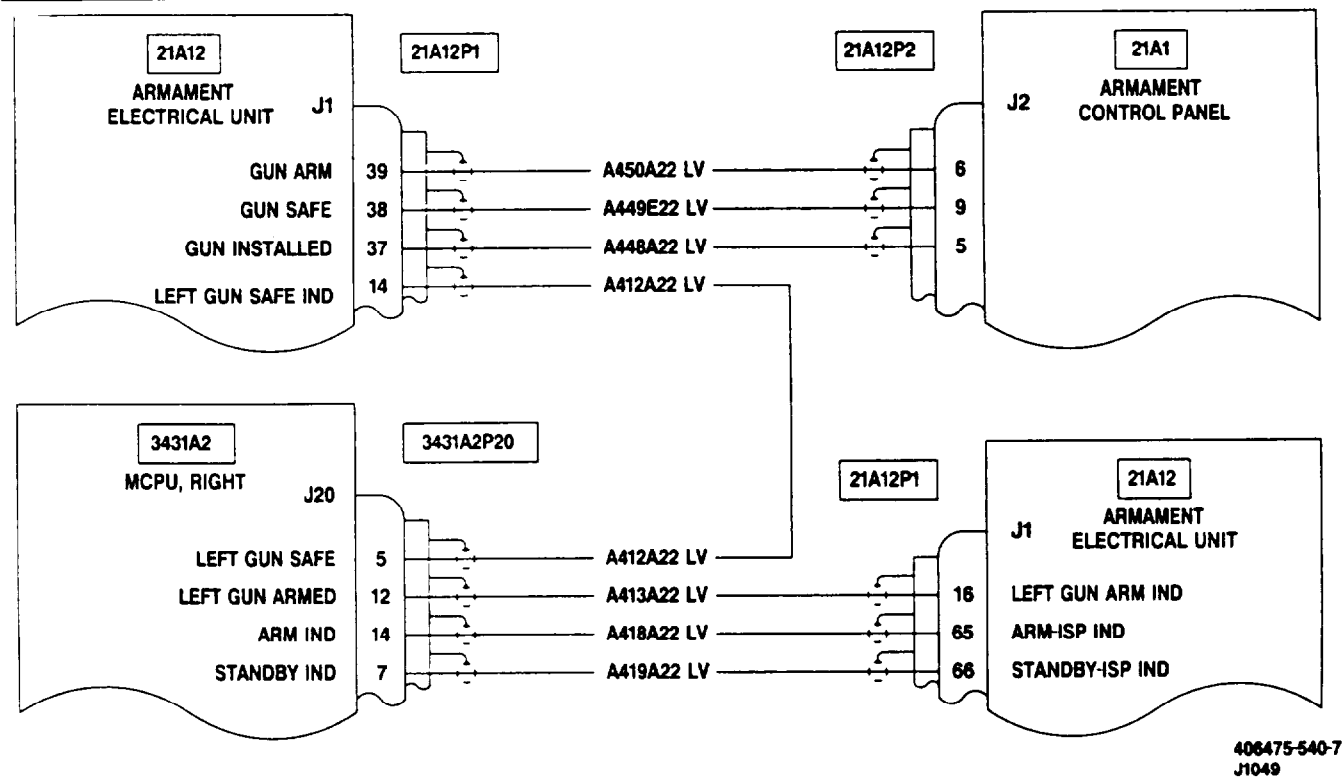 21A12
ARMAMENT
ELECTRICAL UNIT
J1
21A12P1
21A12P2
21A1
ARMAMENT
CONTROL PANEL
J2
GUN ARM 39 A450A22 LV 6
GUN SAFE 38 A449E22 LV 9
GUN INSTALLED 37 A448A22 LV 5
LEFT GUN SAFE IND 14 A412A22 LV
3431A2
MCPU, RIGHT
J20
3431A2P20
21A12P1
21A12
ARMAMENT
ELECTRICAL UNIT
J1
LEFT GUN SAFE 5 A412A22 LV
LEFT GUN ARMED 12 A413A22 LV 16 LEFT GUN ARM IND
ARM IND 14 A418A22 LV 65 ARM-ISP IND
STANDBY IND 7 A419A22 LV 66 STANDBY-ISP IND
406475-540-7
J1049